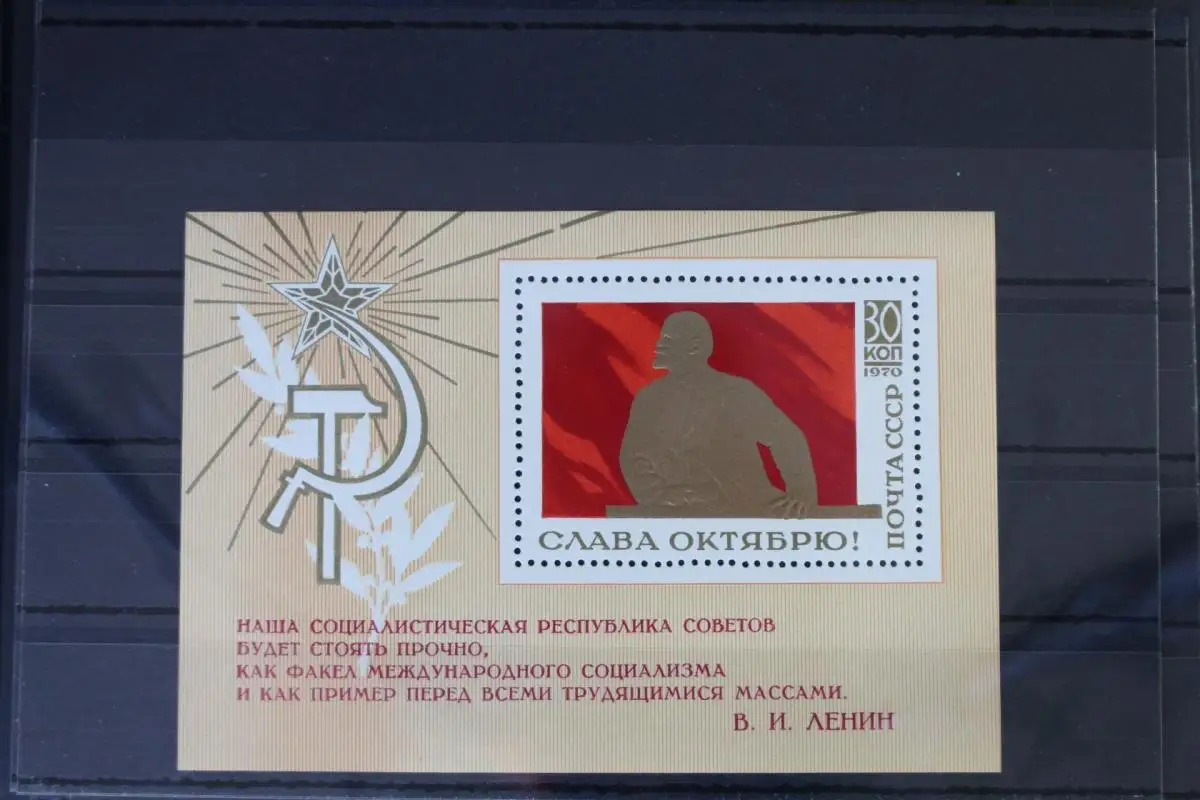 30
КОП
1970
ПОЧТА СССР
СЛАВА ОКТЯБРЮ!
НАША СОЦИАЛИСТИЧЕСКАЯ РЕСПУБЛИКА СОВЕТОВ
БУДЕТ СТОЯТЬ ПРОЧНО,
КАК ФАКЕЛ МЕЖДУНАРОДНОГО СОЦИАЛИЗМА
И КАК ПРИМЕР ПЕРЕД ВСЕМИ ТРУДЯЩИМИСЯ МАССАМИ.
В. И. ЛЕНИН